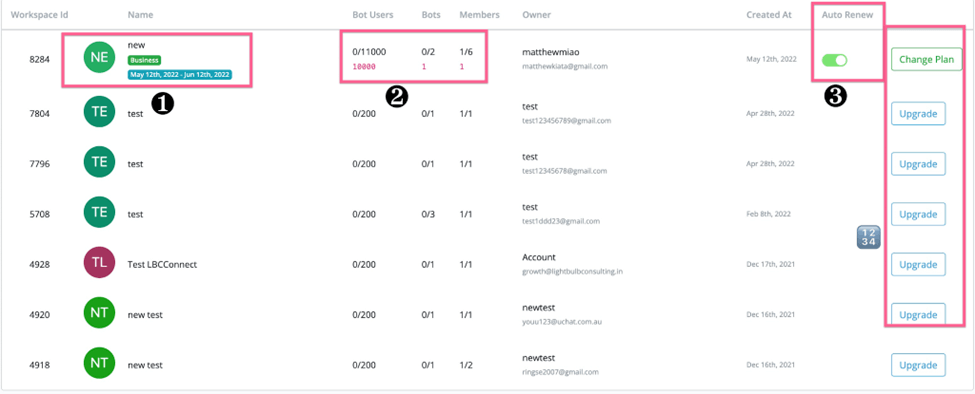 Workspace Id Name Bot Users Bots Members Owner Created At Auto Renew
8284 NE new 0/11000 0/2 1/6 matthewmiao May 12th, 2022 Change Plan
Business 10000 1 1 matthewkiata@gmail.com
May 12th, 2022 - Jun 12th, 2022
1 2 3
7804 TE test 0/200 0/1 1/1 test Apr 28th, 2022 Upgrade
test123456789@gmail.com
7796 TE test 0/200 0/1 1/1 test Apr 28th, 2022 Upgrade
test12345678@gmail.com
5708 TE test 0/200 0/3 1/1 test Feb 8th, 2022 Upgrade
test1ddd23@gmail.com
12
34
4928 TL Test LBCConnect 0/200 0/1 1/1 Account Dec 17th, 2021 Upgrade
growth@lightbulbconsulting.in
4920 NT new test 0/200 0/1 1/1 newtest Dec 16th, 2021 Upgrade
youu123@uchat.com.au
4918 NT new test 0/200 0/1 1/2 newtest Dec 16th, 2021 Upgrade
ringse2007@gmail.com